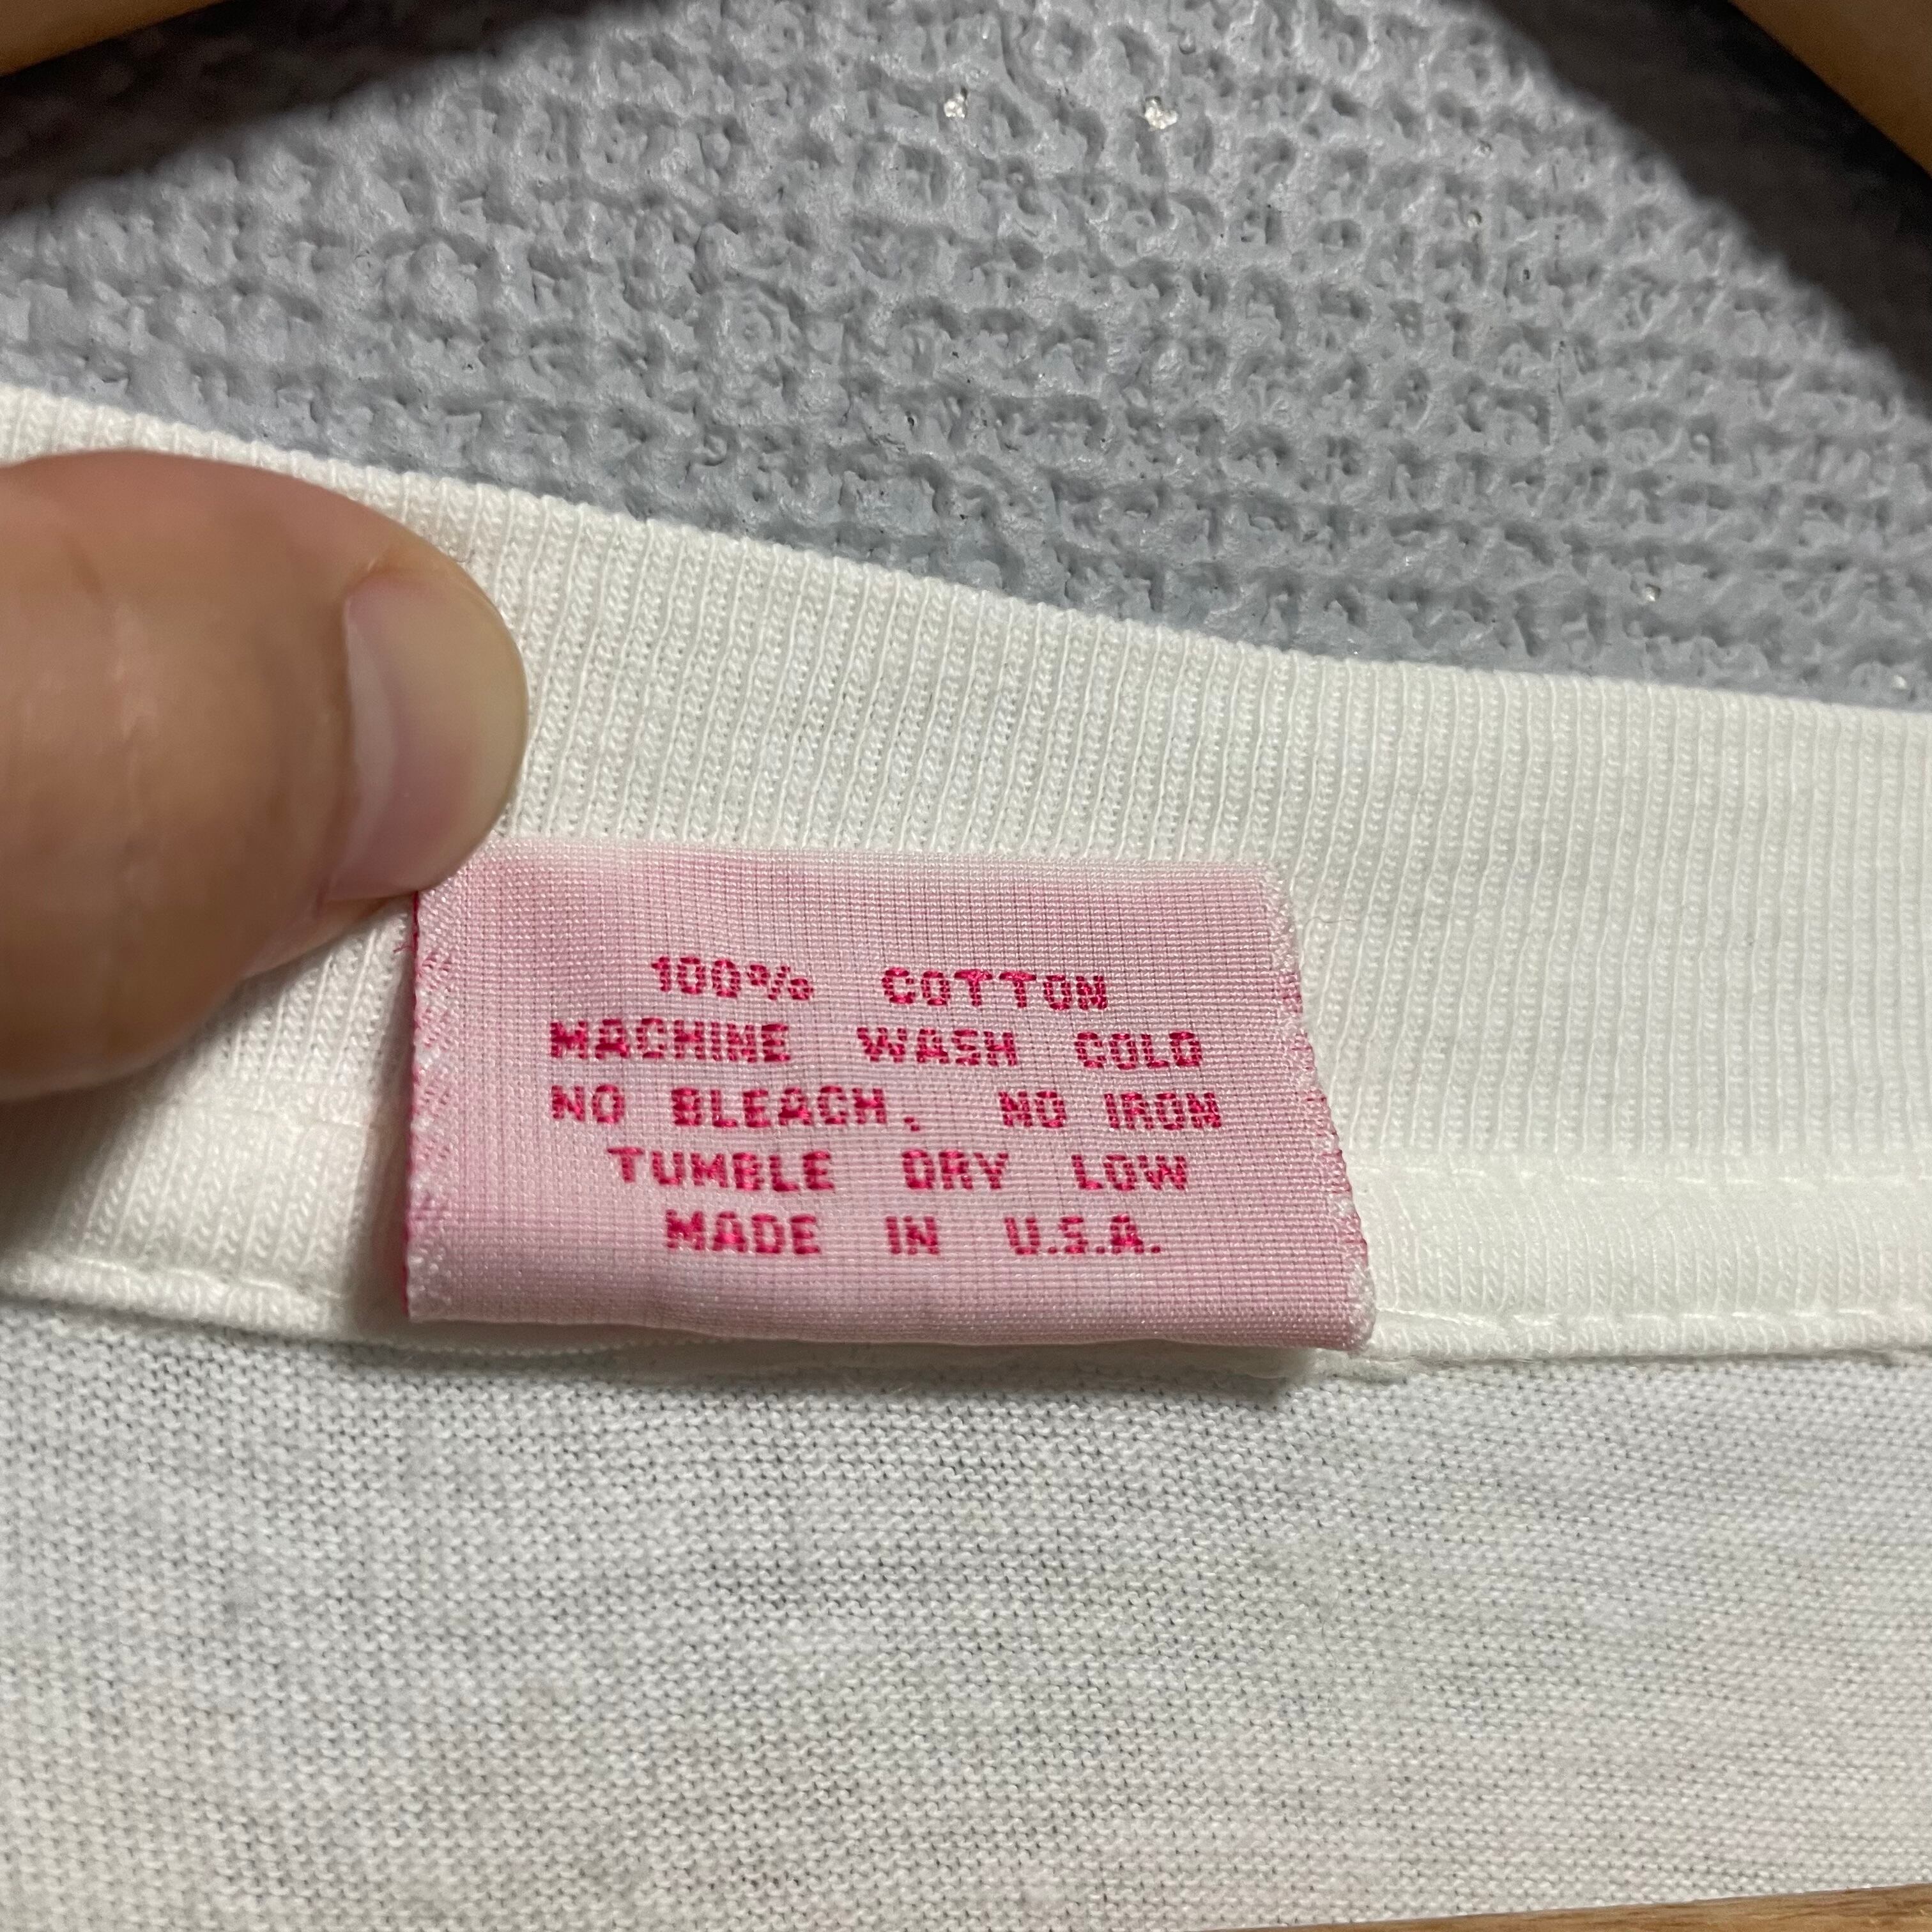 100% COTTON
MACHINE WASH COLD
NO BLEACH. NO IRON
TUMBLE DRY LOW
MADE IN U.S.A.